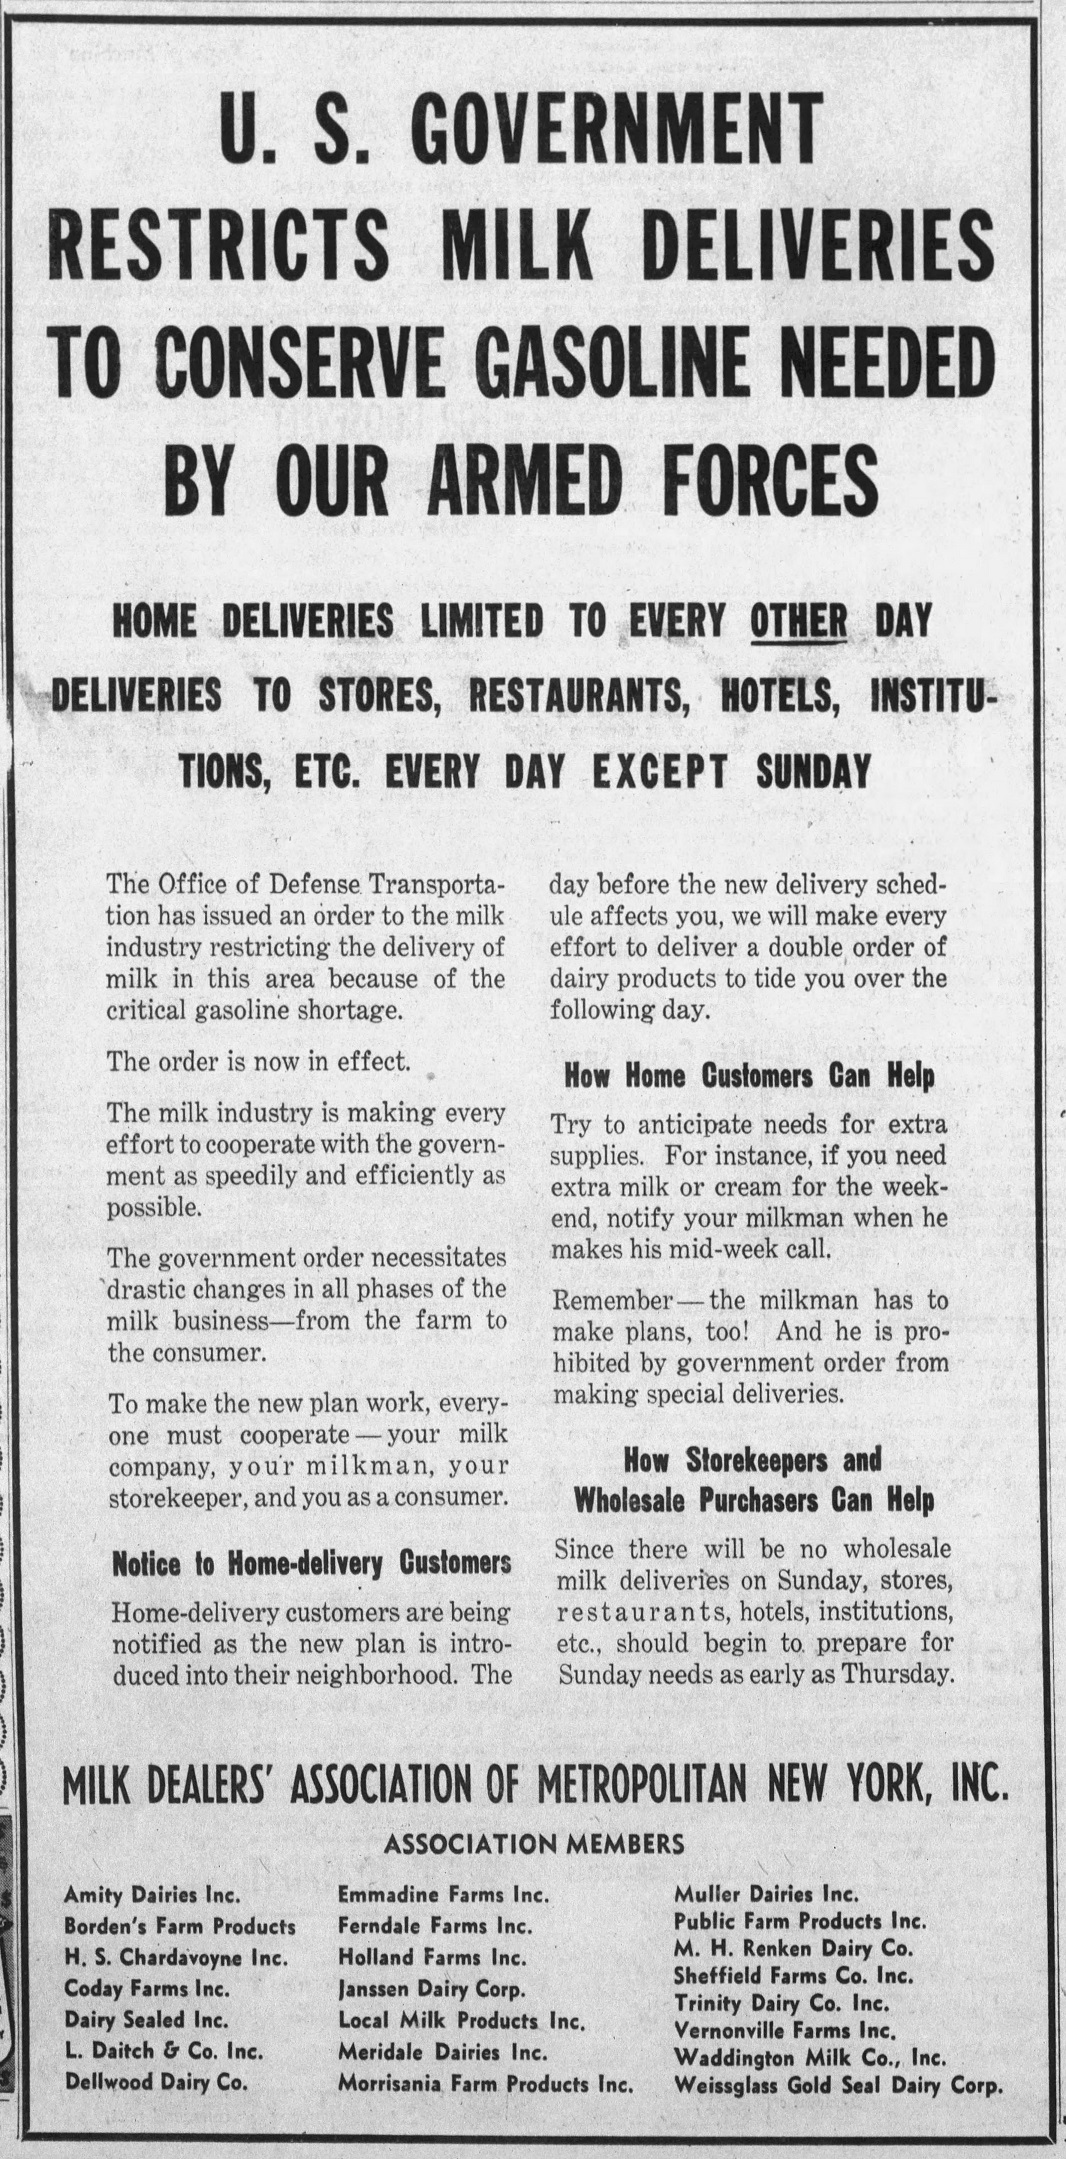 U. S. GOVERNMENT
RESTRICTS MILK DELIVERIES
TO CONSERVE GASOLINE NEEDED
BY OUR ARMED FORCES
HOME DELIVERIES LIMITED TO EVERY OTHER DAY
DELIVERIES TO STORES, RESTAURANTS, HOTELS, INSTITU-
TIONS, ETC. EVERY DAY EXCEPT SUNDAY
The Office of Defense Transporta-
tion has issued an order to the milk
industry restricting the delivery of
milk in this area because of the
critical gasoline shortage.
The order is now in effect.
The milk industry is making every
effort to cooperate with the govern-
ment as speedily and efficiently as
possible.
The government order necessitates
drastic changes in all phases of the
milk business—from the farm to
the consumer.
To make the new plan work, every-
one must cooperate — your milk
company, your milkman, your
storekeeper, and you as a consumer.
Notice to Home-delivery Customers
Home-delivery customers are being
notified as the new plan is intro-
duced into their neighborhood. The
day before the new delivery sched-
ule affects you, we will make every
effort to deliver a double order of
dairy products to tide you over the
following day.
How Home Customers Can Help
Try to anticipate needs for extra
supplies. For instance, if you need
extra milk or cream for the week-
end, notify your milkman when he
makes his mid-week call.
Remember — the milkman has to
make plans, too! And he is pro-
hibited by government order from
making special deliveries.
How Storekeepers and
Wholesale Purchasers Can Help
Since there will be no wholesale
milk deliveries on Sunday, stores,
restaurants, hotels, institutions,
etc., should begin to prepare for
Sunday needs as early as Thursday.
MILK DEALERS' ASSOCIATION OF METROPOLITAN NEW YORK, INC.
ASSOCIATION MEMBERS
Amity Dairies Inc.
Borden's Farm Products
H. S. Chardavoyne Inc.
Coday Farms Inc.
Dairy Sealed Inc.
L. Daitch & Co. Inc.
Dellwood Dairy Co.
Emmadine Farms Inc.
Ferndale Farms Inc.
Holland Farms Inc.
Janssen Dairy Corp.
Local Milk Products Inc.
Meridale Dairies Inc.
Morrisania Farm Products Inc.
Muller Dairies Inc.
Public Farm Products Inc.
M. H. Renken Dairy Co.
Sheffield Farms Co. Inc.
Trinity Dairy Co. Inc.
Vernonville Farms Inc.
Waddington Milk Co., Inc.
Weissglass Gold Seal Dairy Corp.